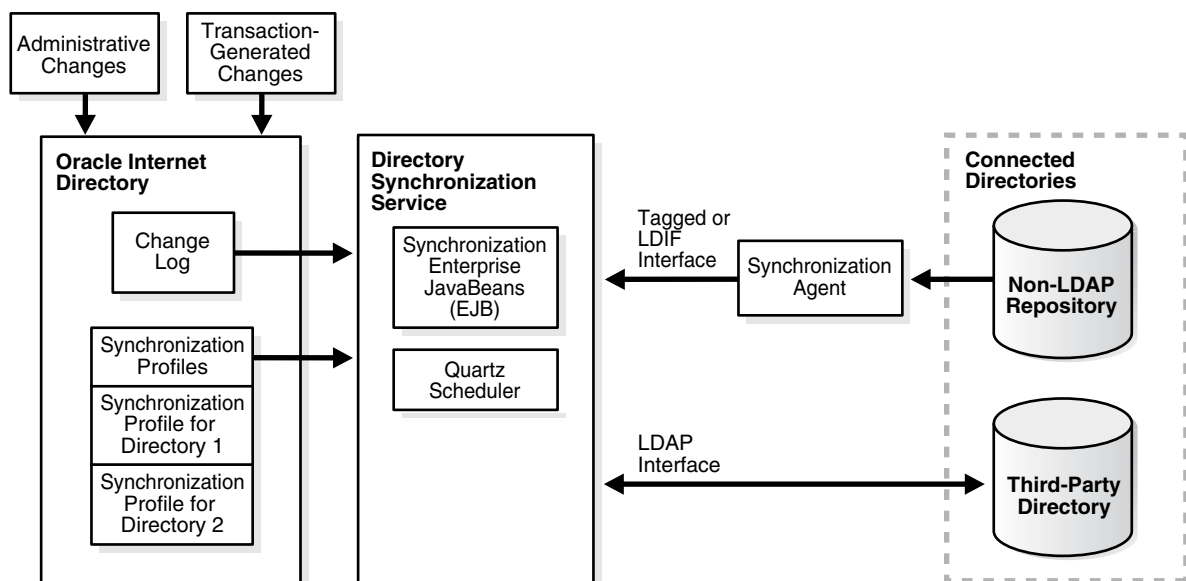 Administrative
Changes
Transaction-
Generated
Changes
Oracle Internet
Directory
Change
Log
Synchronization
Profiles
Synchronization
Profile for
Directory 1
Synchronization
Profile for
Directory 2
Directory
Synchronization
Service
Synchronization
Enterprise
JavaBeans
(EJB)
Quartz
Scheduler
Tagged or
LDIF
Interface
Synchronization
Agent
LDAP
Interface
Connected
Directories
Non-LDAP
Repository
Third-Party
Directory